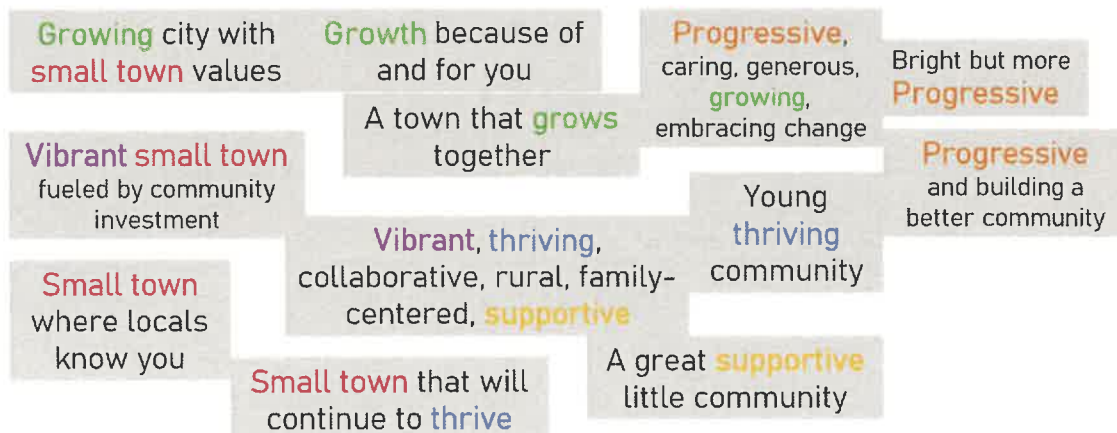 Growing city with
small town values
Growth because of
and for you
Progressive,
caring, generous,
growing,
embracing change
Bright but more
Progressive
A town that grows
together
Vibrant small town
fueled by community
investment
Progressive
and building a
better community
Young
thriving
community
Vibrant, thriving,
collaborative, rural, family-
centered, supportive
Small town
where locals
know you
A great supportive
little community
Small town that will
continue to thrive